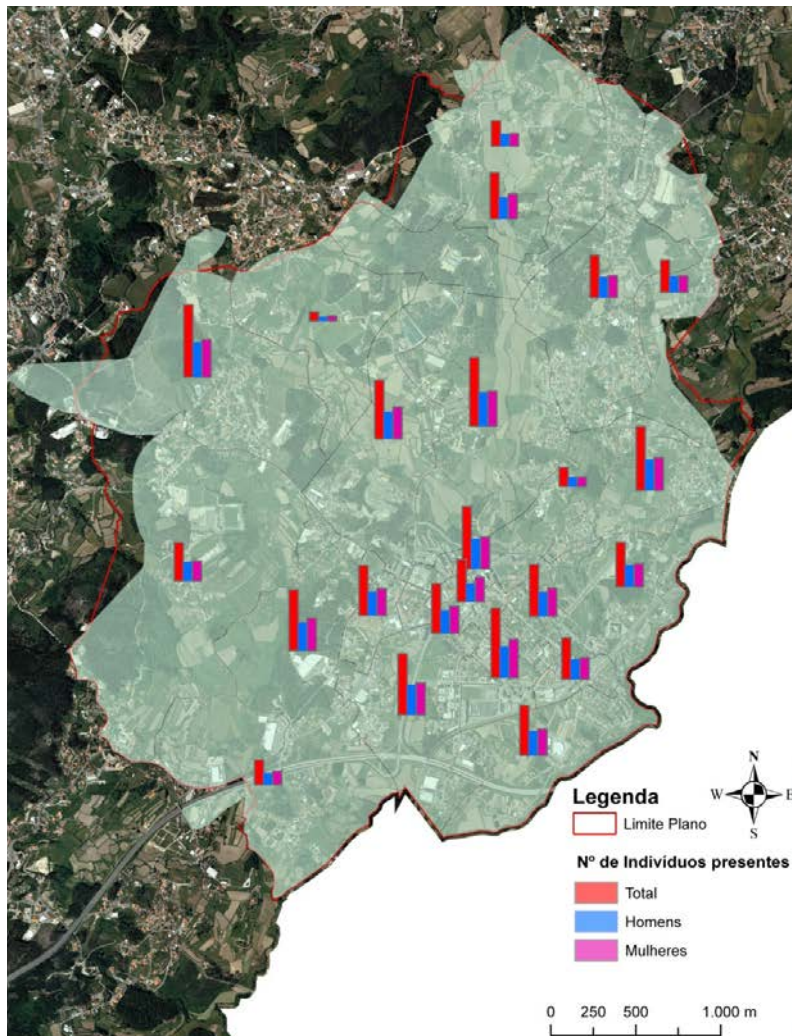 N
W E
S
Legenda
Limite Plano
Nº de Indivíduos presentes
Total
Homens
Mulheres
0 250 500 1.000 m